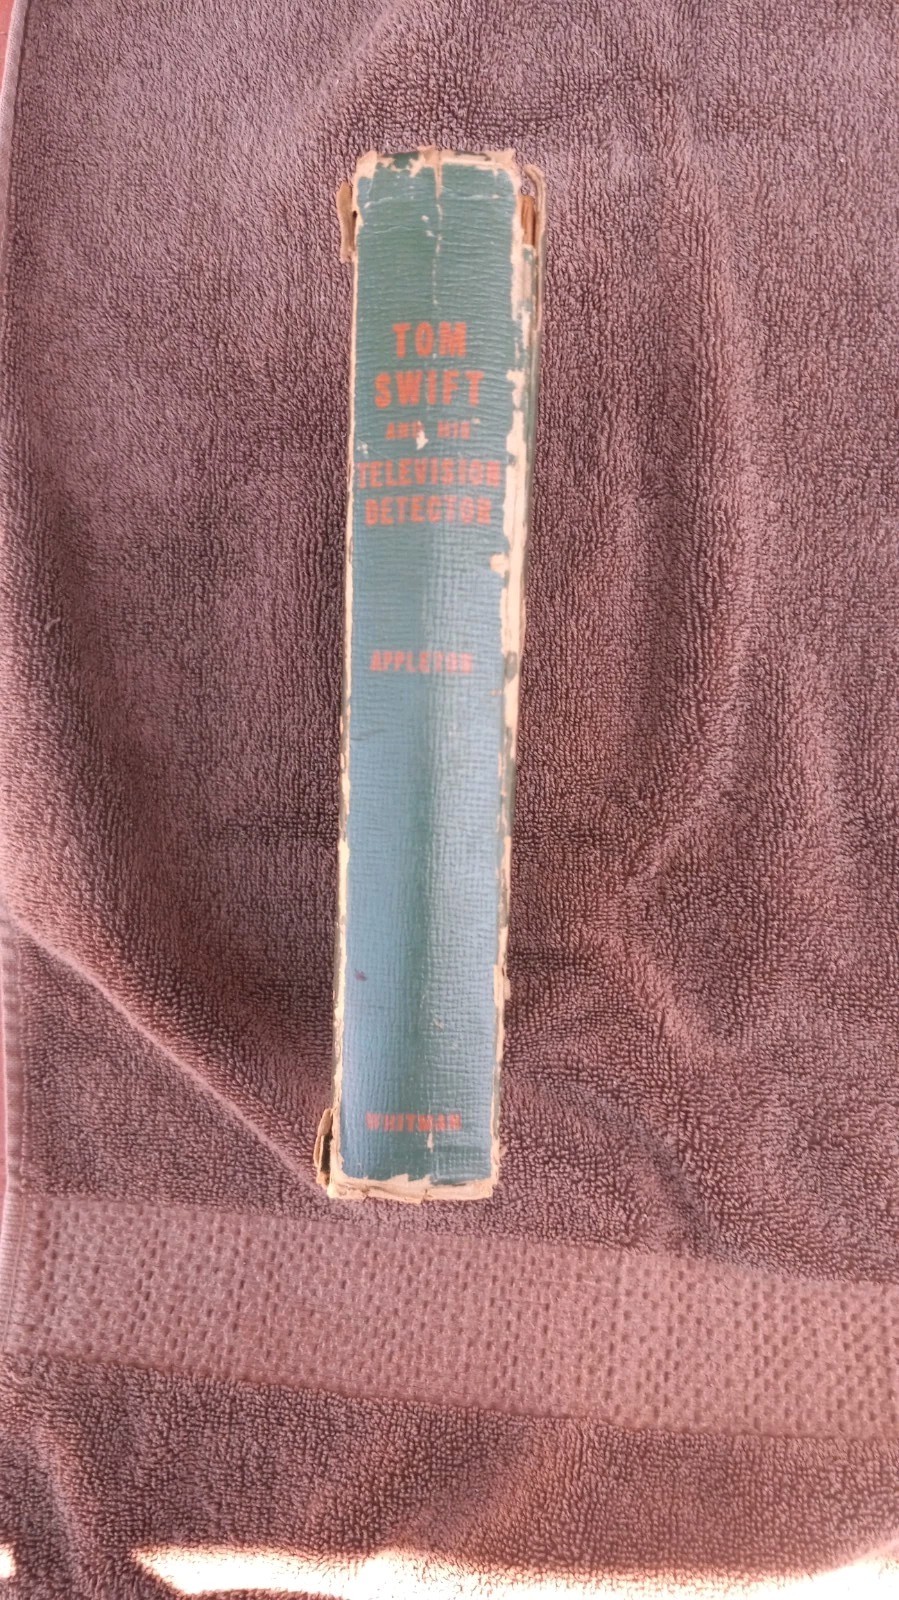 TOM
SWIFT
AND HIS
TELEVISION
DETECTOR
APPLETON
WHITMAN